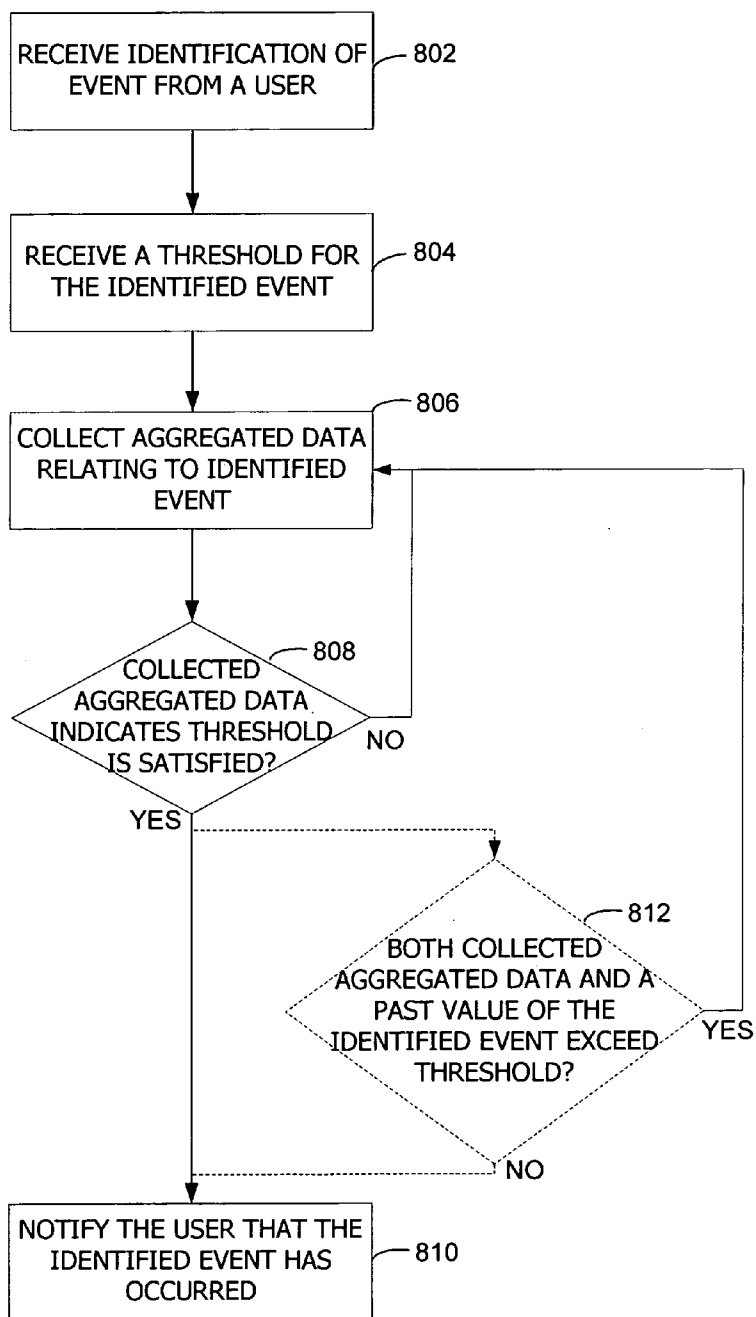 RECEIVE IDENTIFICATION OF
EVENT FROM A USER
802
RECEIVE A THRESHOLD FOR
THE IDENTIFIED EVENT
804
806
COLLECT AGGREGATED DATA
RELATING TO IDENTIFIED
EVENT
808
COLLECTED
AGGREGATED DATA
INDICATES THRESHOLD
IS SATISFIED?
NO
YES
812
BOTH COLLECTED
AGGREGATED DATA AND A
PAST VALUE OF THE
IDENTIFIED EVENT EXCEED
THRESHOLD?
YES
NO
NOTIFY THE USER THAT THE
IDENTIFIED EVENT HAS
OCCURRED
810